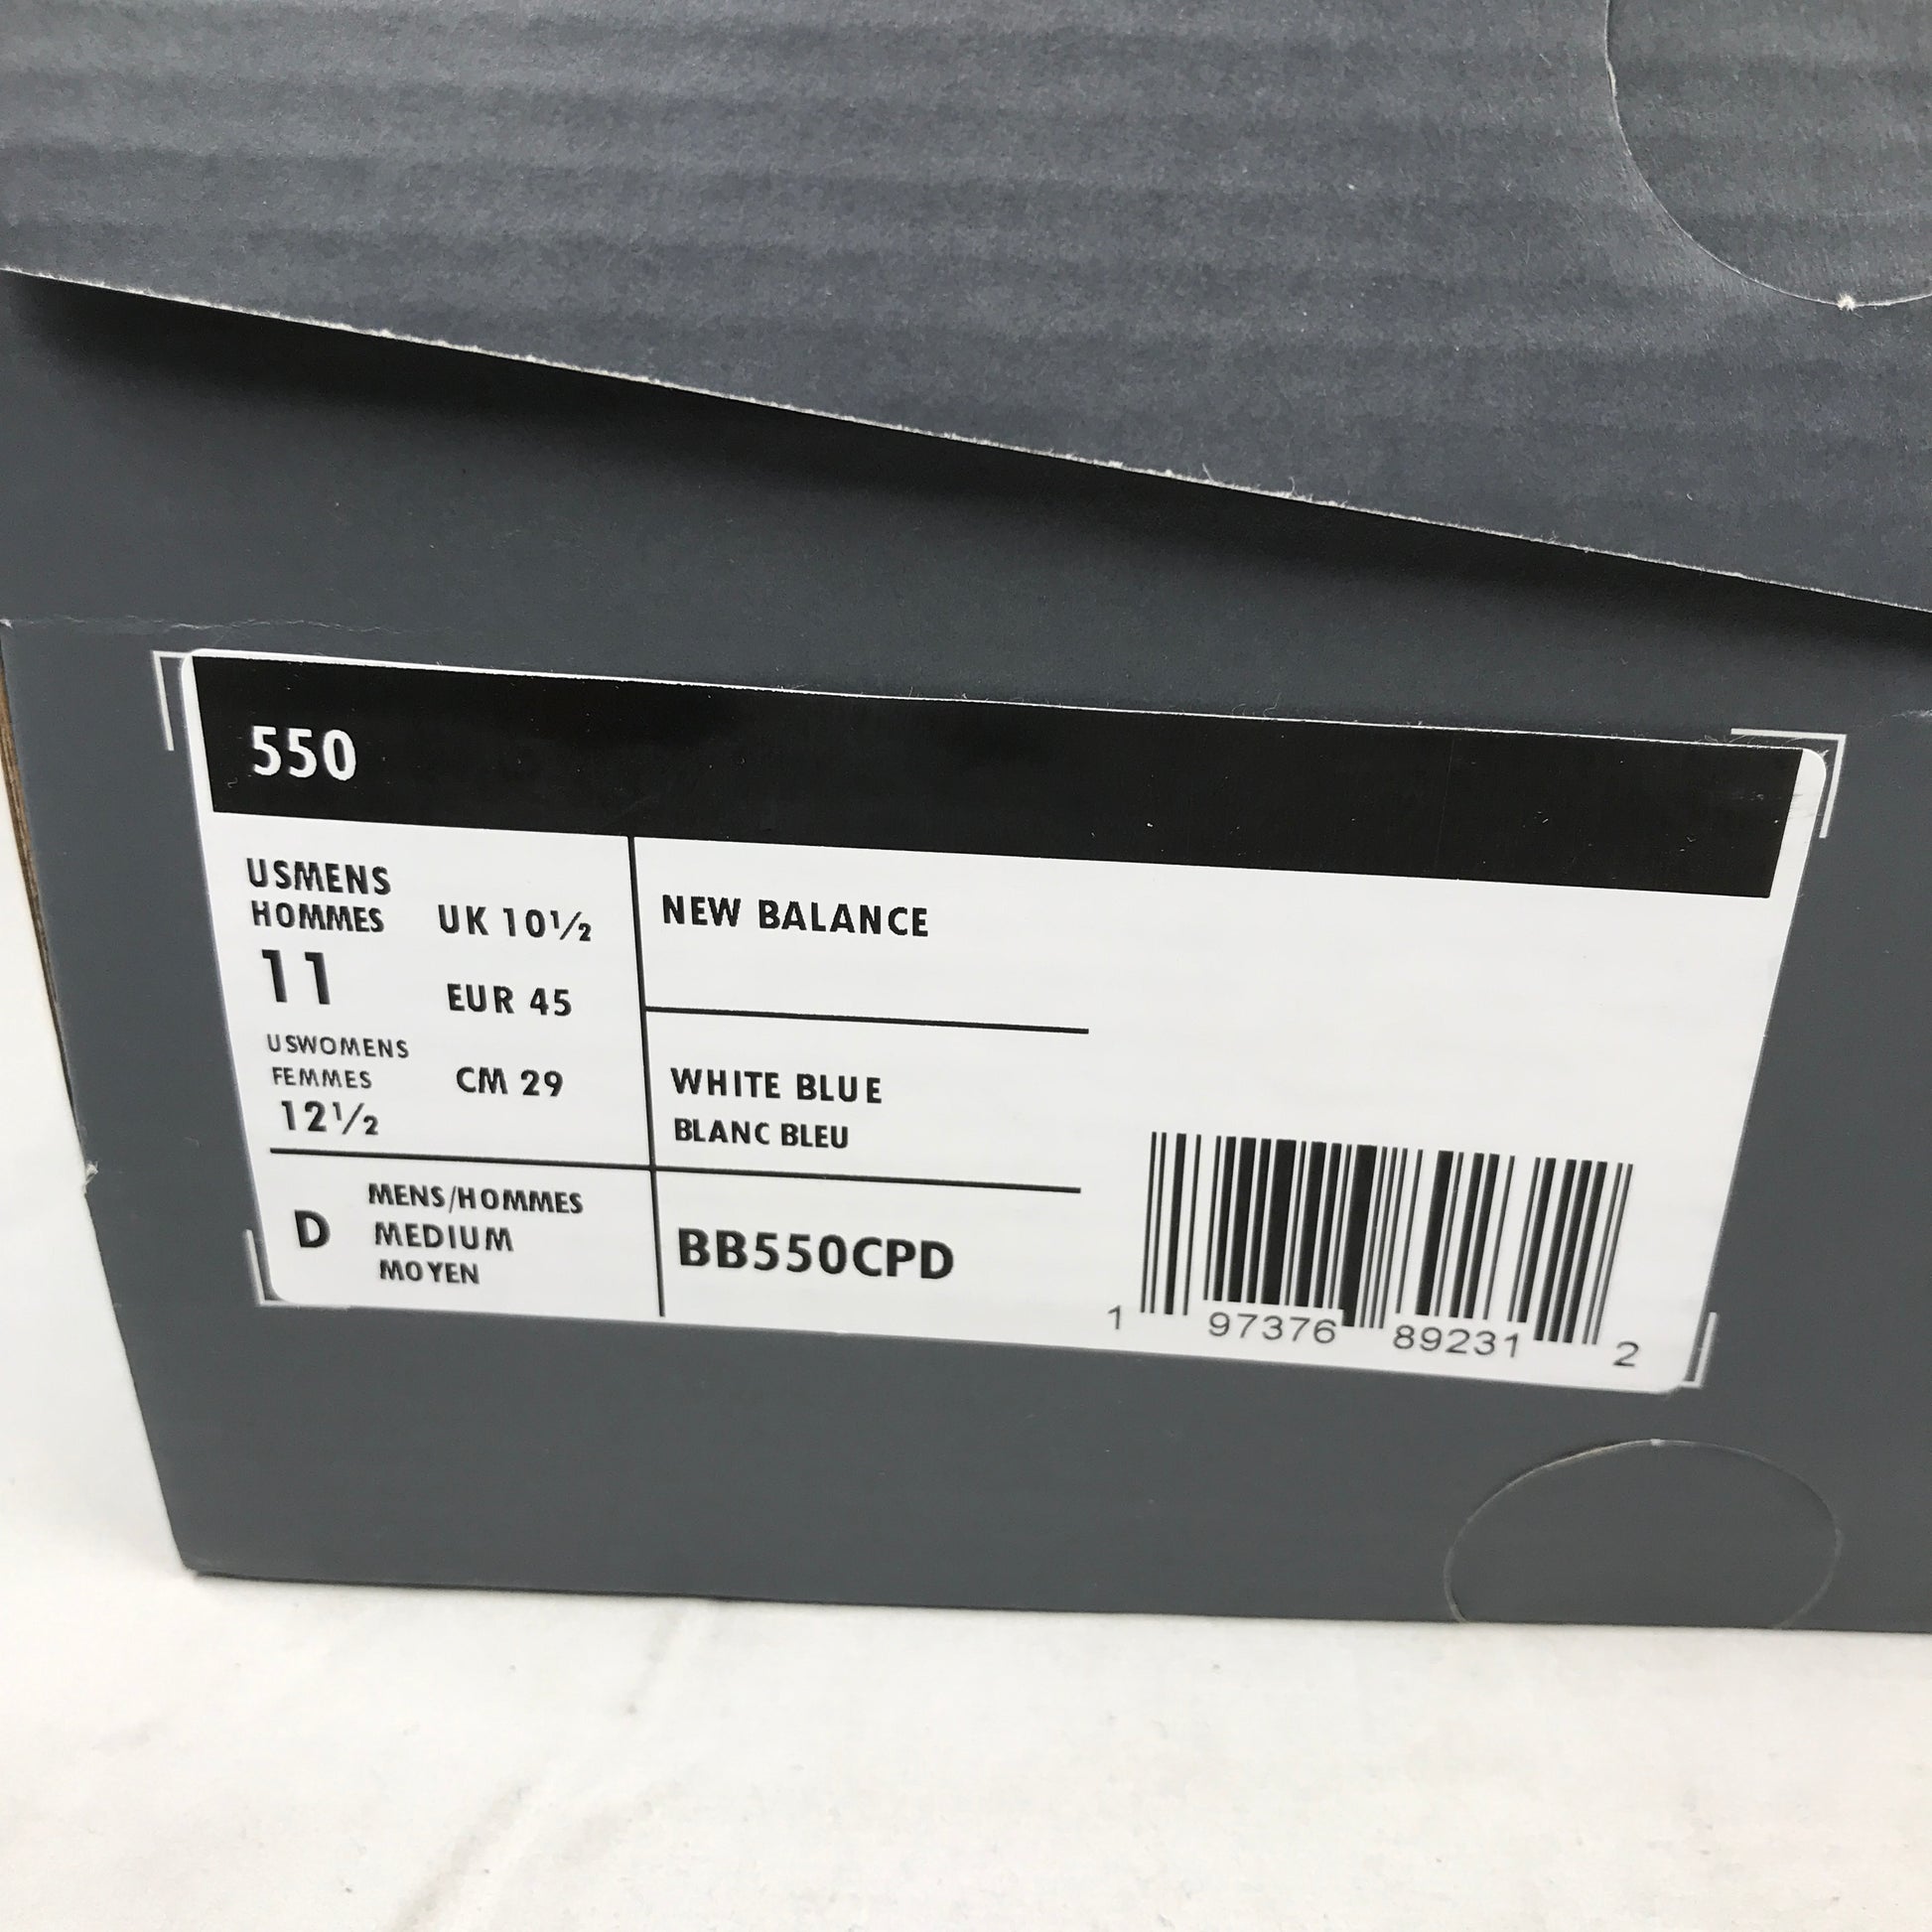 550
USMENS
HOMMES
11
UK 10½
EUR 45
CM 29
USWOMENS
FEMMES
12½
NEW BALANCE
WHITE BLUE
BLANC BLEU
D
MENS/HOMMES
MEDIUM
MOYEN
BB550CPD
1 97376 89231 2